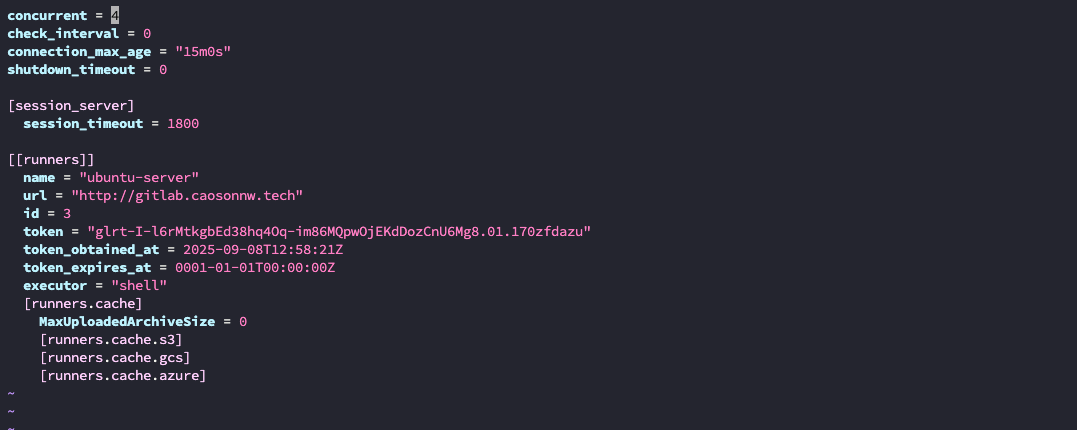 concurrent = 4
check_interval = 0
connection_max_age = "15m0s"
shutdown_timeout = 0
[session_server]
session_timeout = 1800
[[runners]]
name = "ubuntu-server"
url = "http://gitlab.caosonnw.tech"
id = 3
token = "glrt-I-l6rMtkgbEd38hq4Oq-im86MQpwOjEKdDozCnU6Mg8.01.170zfdazu"
token_obtained_at = 2025-09-08T12:58:21Z
token_expires_at = 0001-01-01T00:00:00Z
executor = "shell"
[runners.cache]
MaxUploadedArchiveSize = 0
[runners.cache.s3]
[runners.cache.gcs]
[runners.cache.azure]
~
~
~